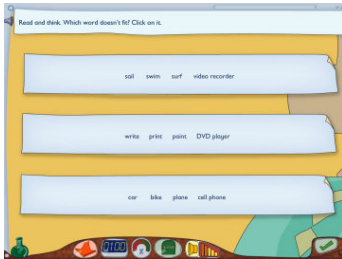 Read and think. Which word doesn't fit? Click on it.
sail swim surf video recorder
write print paint DVD player
car bike plane cell phone